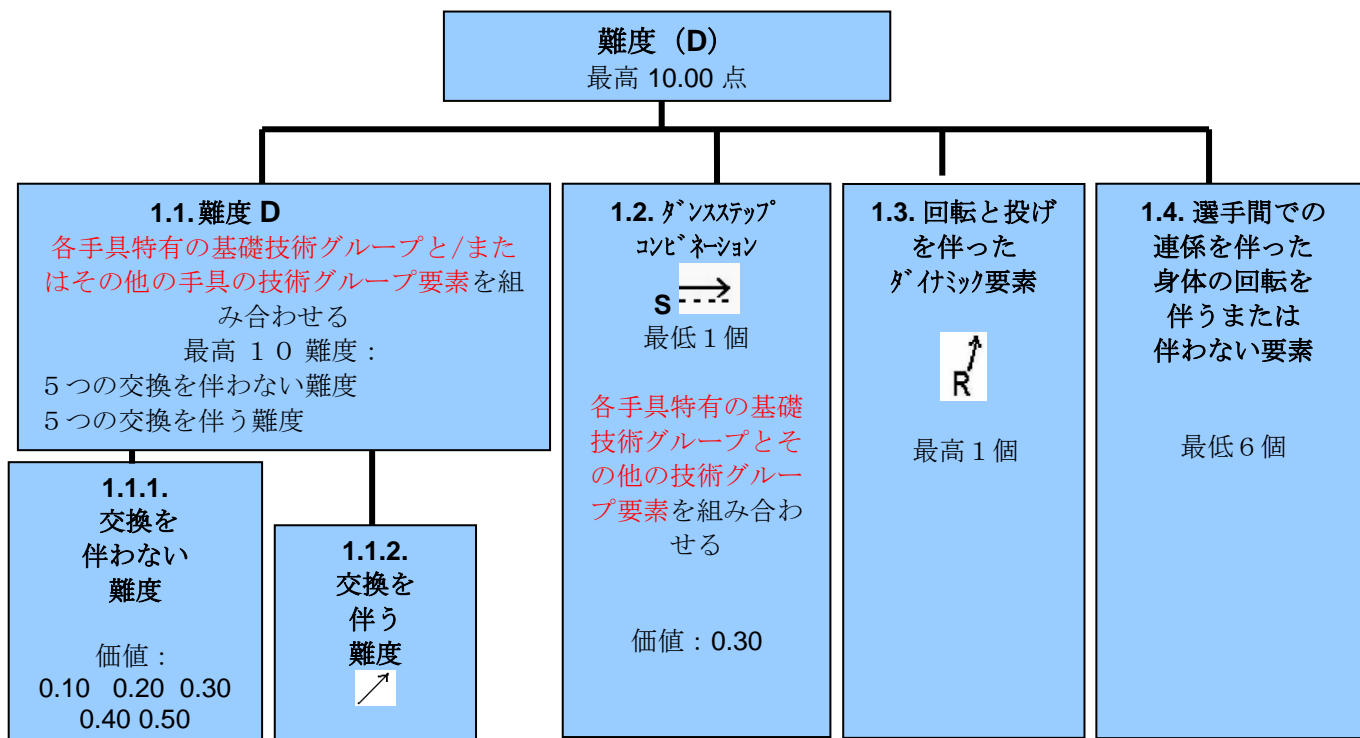 難度（D）
最高 10.00 点
1.1. 難度 D
各手具特有の基礎技術グループと/また
はその他の手具の技術グループ要素を組
み合わせる
最高 １０ 難度：
５つの交換を伴わない難度
５つの交換を伴う難度
1.1.1.
交換を
伴わない
難度
価値：
0.10 0.20 0.30
0.40 0.50
1.1.2.
交換を
伴う
難度
1.2. ﾀﾞﾝｽｽﾃｯﾌﾟ
ｺﾝﾋﾞﾈｰｼｮﾝ
S
最低１個
各手具特有の基礎
技術グループとそ
の他の技術グルー
プ要素を組み合わ
せる
価値：0.30
1.3. 回転と投げ
を伴った
ﾀﾞｲﾅﾐｯｸ要素
R
最高１個
1.4. 選手間での
連係を伴った
身体の回転を
伴うまたは
伴わない要素
最低６個